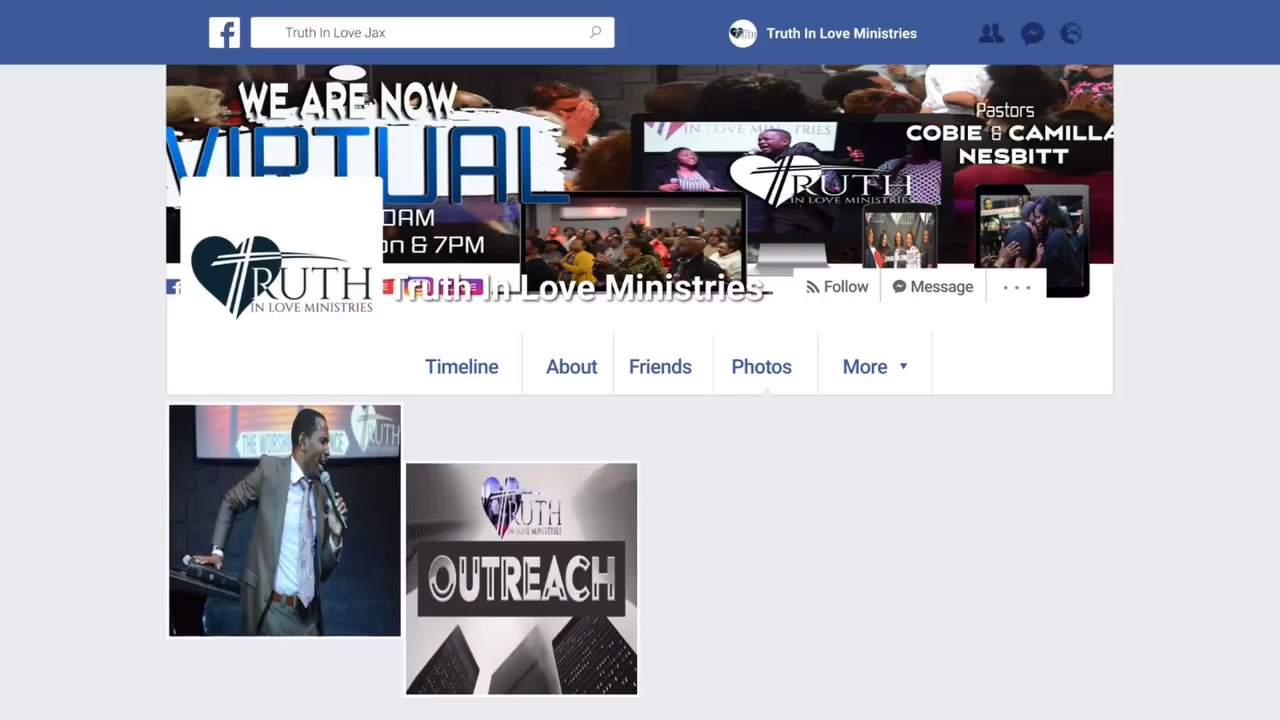 Truth In Love Jax
Truth In Love Ministries
WE ARE NOW
VIRTUAL
Pastors
COBIE & CAMILLA
NESBITT
IN LOVE MINISTRIES
TRUTH
IN LOVE MINISTRIES
& 7PM
TRUTH
IN LOVE MINISTRIES
Truth In Love Ministries
Follow
Message
Timeline
About
Friends
Photos
More
TRUTH
TRUTH
IN LOVE MINISTRIES
OUTREACH